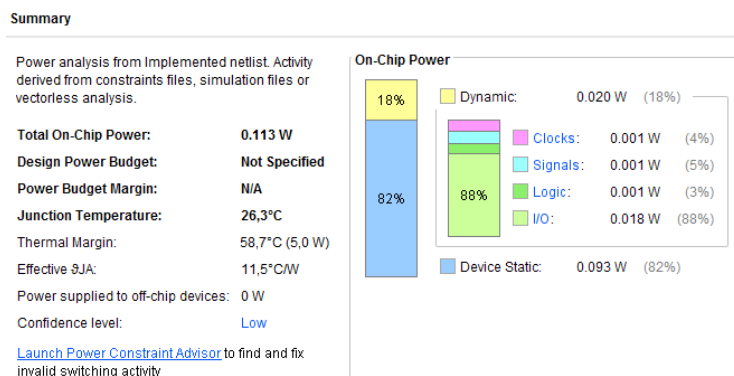 Summary
Power analysis from Implemented netlist. Activity
derived from constraints files, simulation files or
vectorless analysis.
Total On-Chip Power: 0.113 W
Design Power Budget: Not Specified
Power Budget Margin: N/A
Junction Temperature: 26,3°C
Thermal Margin: 58,7°C (5,0 W)
Effective ϑJA: 11,5°C/W
Power supplied to off-chip devices: 0 W
Confidence level: Low
Launch Power Constraint Advisor to find and fix
invalid switching activity
On-Chip Power
18%
82%
Dynamic: 0.020 W (18%)
88%
Clocks: 0.001 W (4%)
Signals: 0.001 W (5%)
Logic: 0.001 W (3%)
I/O: 0.018 W (88%)
Device Static: 0.093 W (82%)